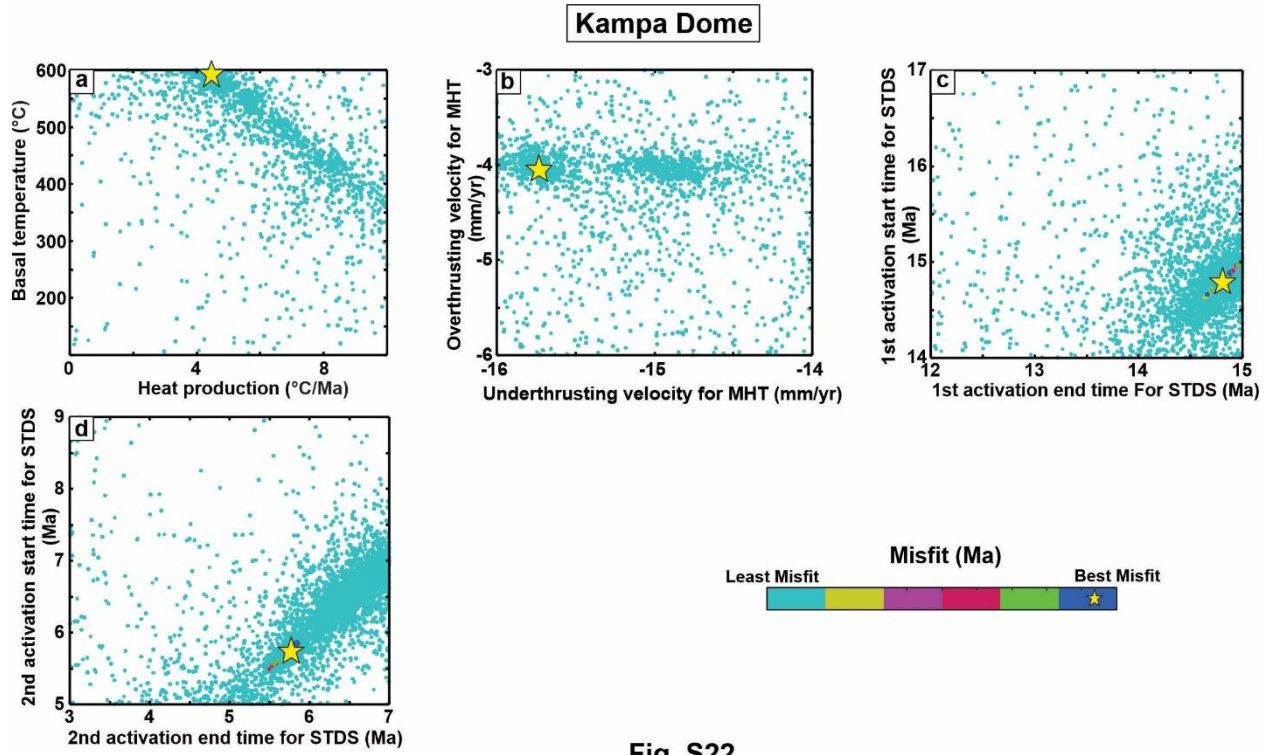 Kampa Dome
a
600
500
400
300
200
0
4
8
Basal temperature (°C)
Heat production (°C/Ma)
b
-3
-4
-5
-6
-16
-15
-14
Overthrusting velocity for MHT
(mm/yr)
Underthrusting velocity for MHT (mm/yr)
c
17
16
15
14
12
13
14
15
1st activation start time for STDS
(Ma)
1st activation end time For STDS (Ma)
d
9
8
7
6
5
3
4
5
6
7
2nd activation start time for STDS
(Ma)
2nd activation end time for STDS (Ma)
Misfit (Ma)
Least Misfit
Best Misfit
Fig. S22